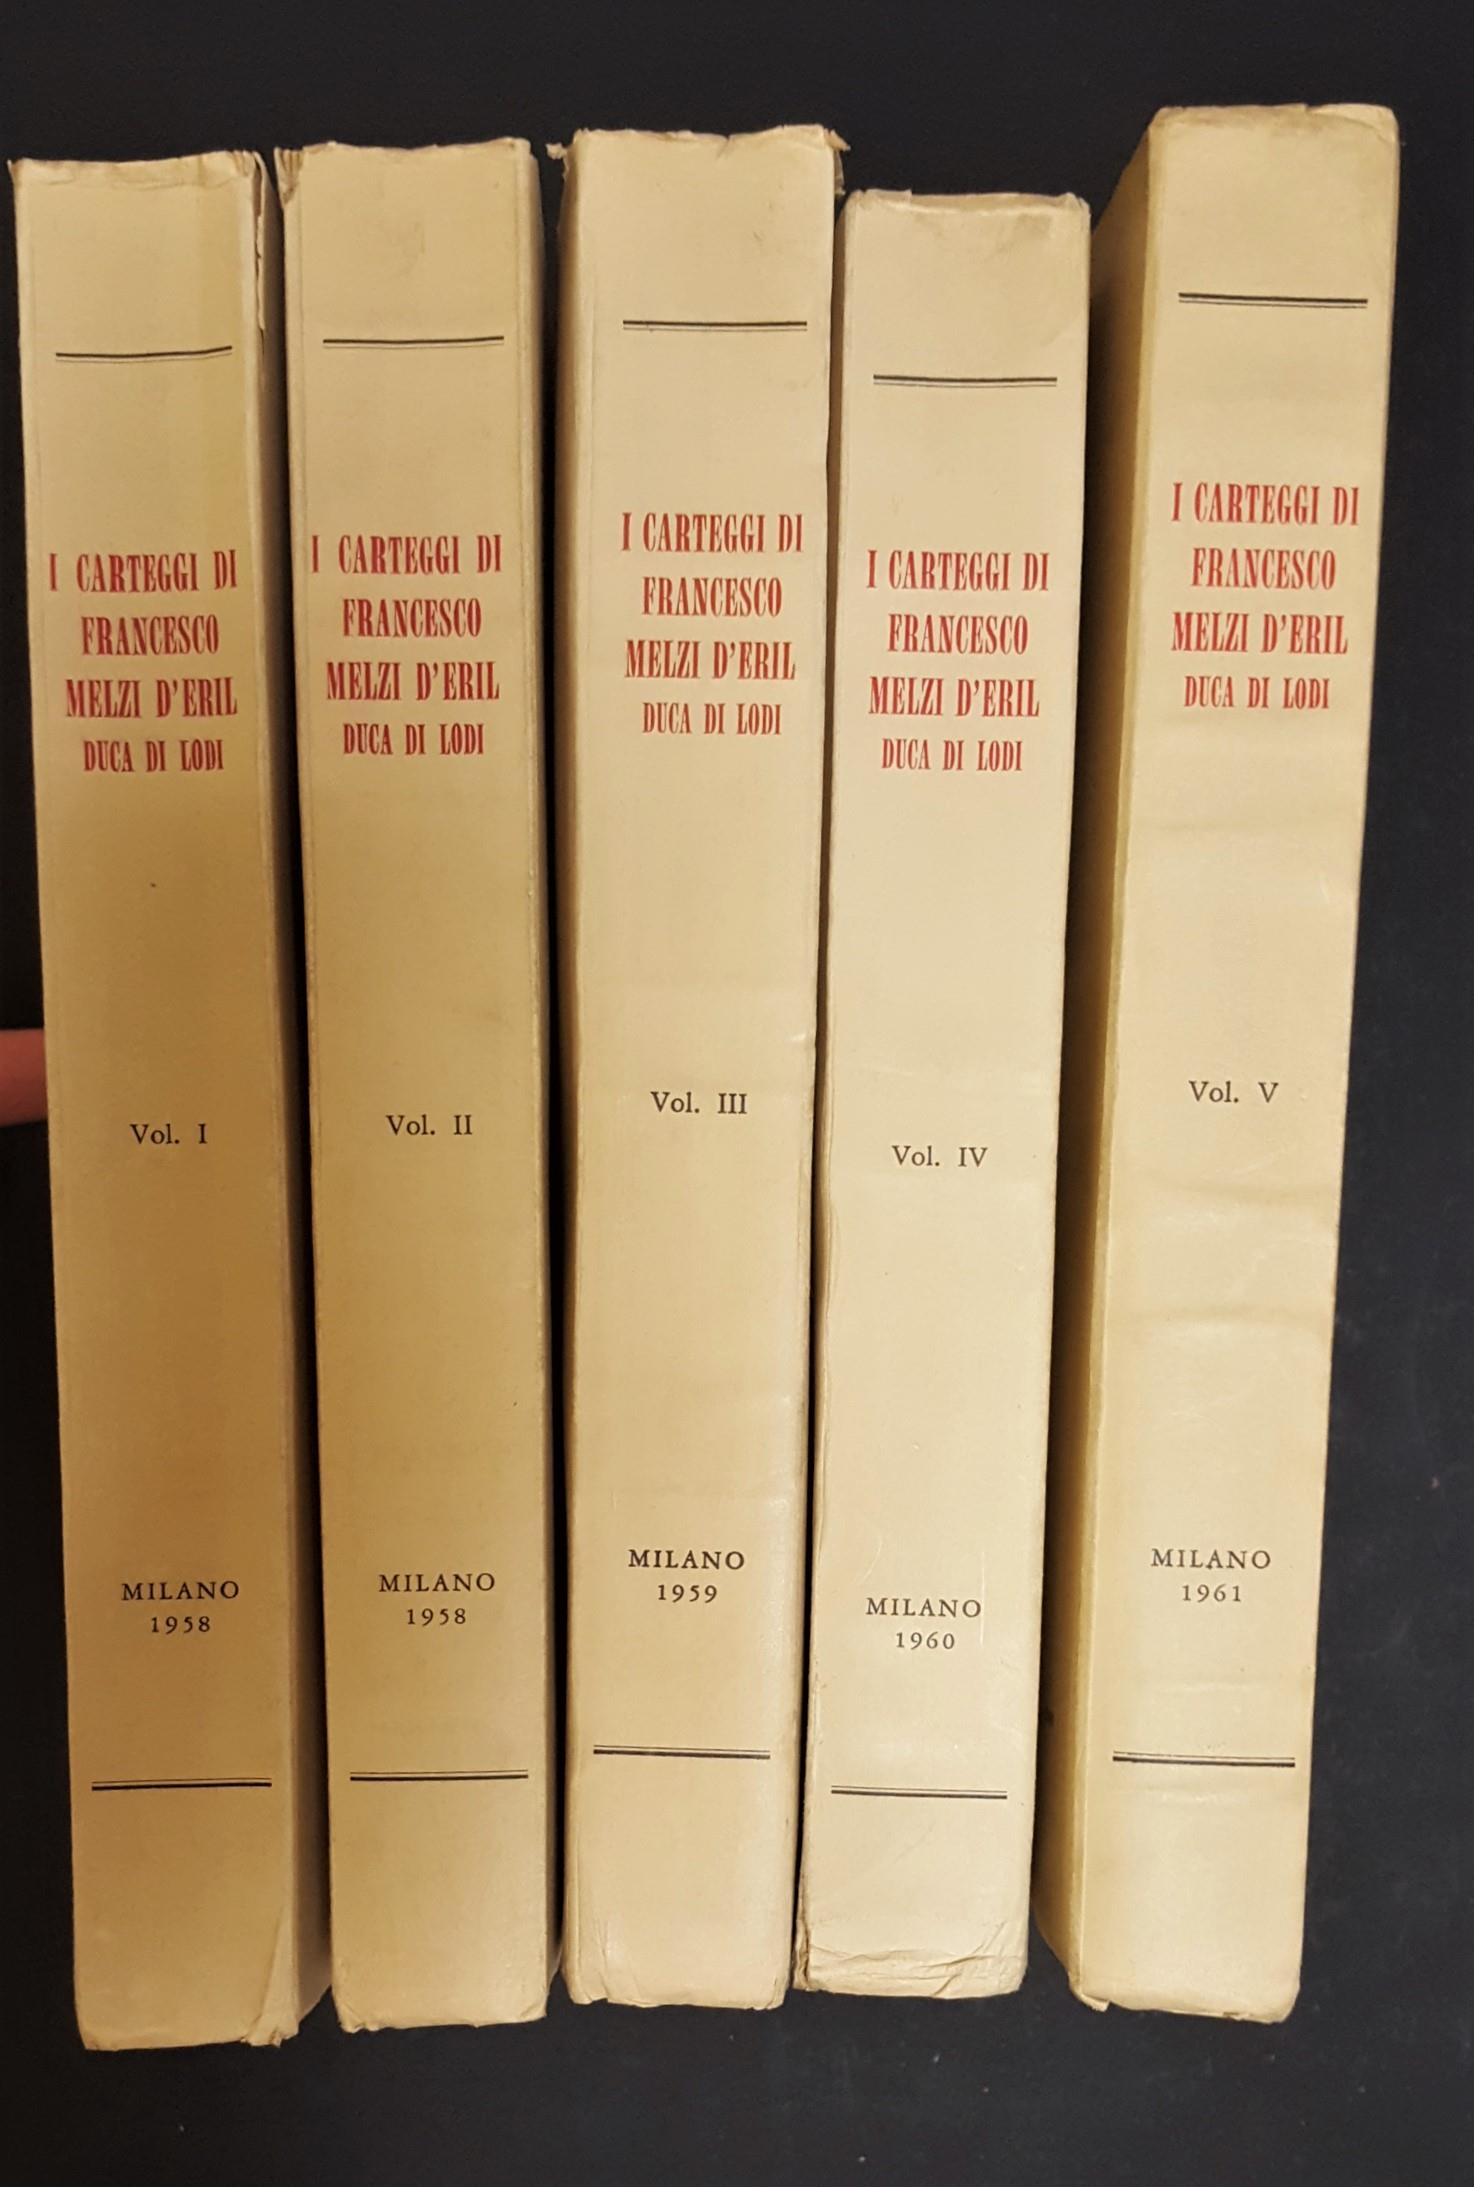 I CARTEGGI DI
FRANCESCO
MELZI D'ERIL
DUCA DI LODI
Vol. I
MILANO
1958
I CARTEGGI DI
FRANCESCO
MELZI D'ERIL
DUCA DI LODI
Vol. II
MILANO
1958
I CARTEGGI DI
FRANCESCO
MELZI D'ERIL
DUCA DI LODI
Vol. III
MILANO
1959
I CARTEGGI DI
FRANCESCO
MELZI D'ERIL
DUCA DI LODI
Vol. IV
MILANO
1960
I CARTEGGI DI
FRANCESCO
MELZI D'ERIL
DUCA DI LODI
Vol. V
MILANO
1961